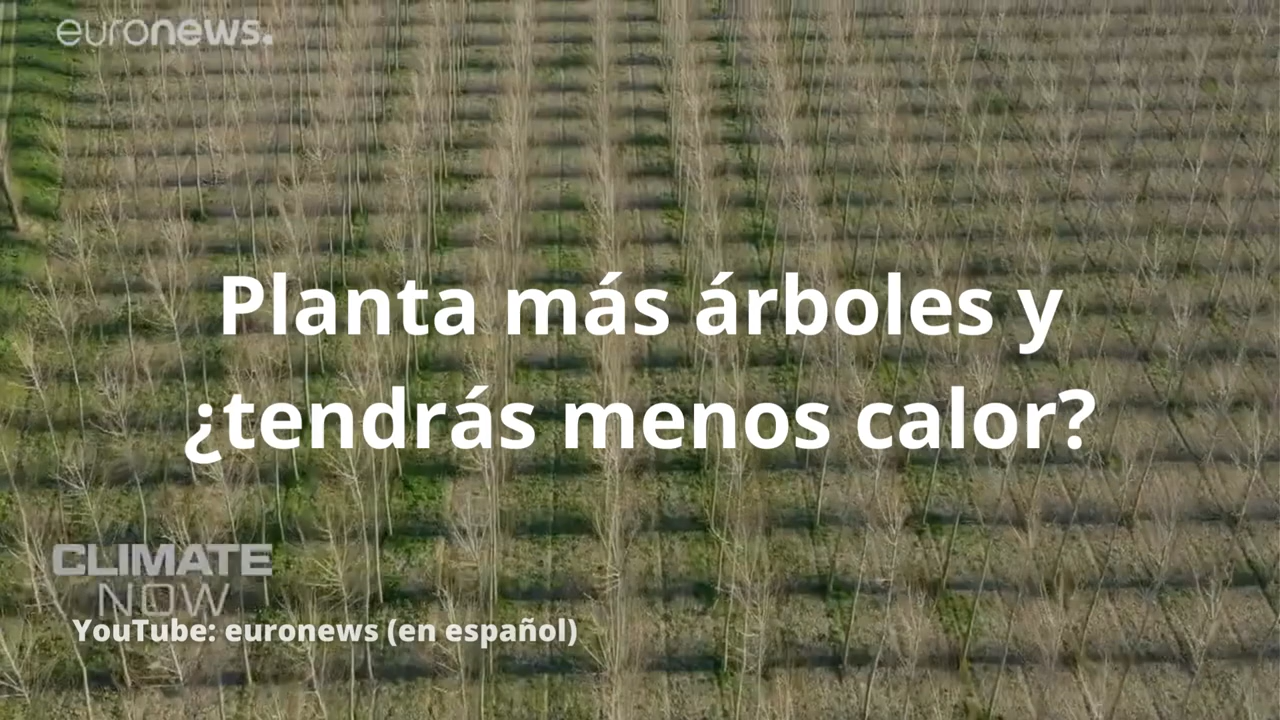 euronews.
Planta más árboles y
¿tendrás menos calor?
CLIMATE
NOW
YouTube: euronews (en español)